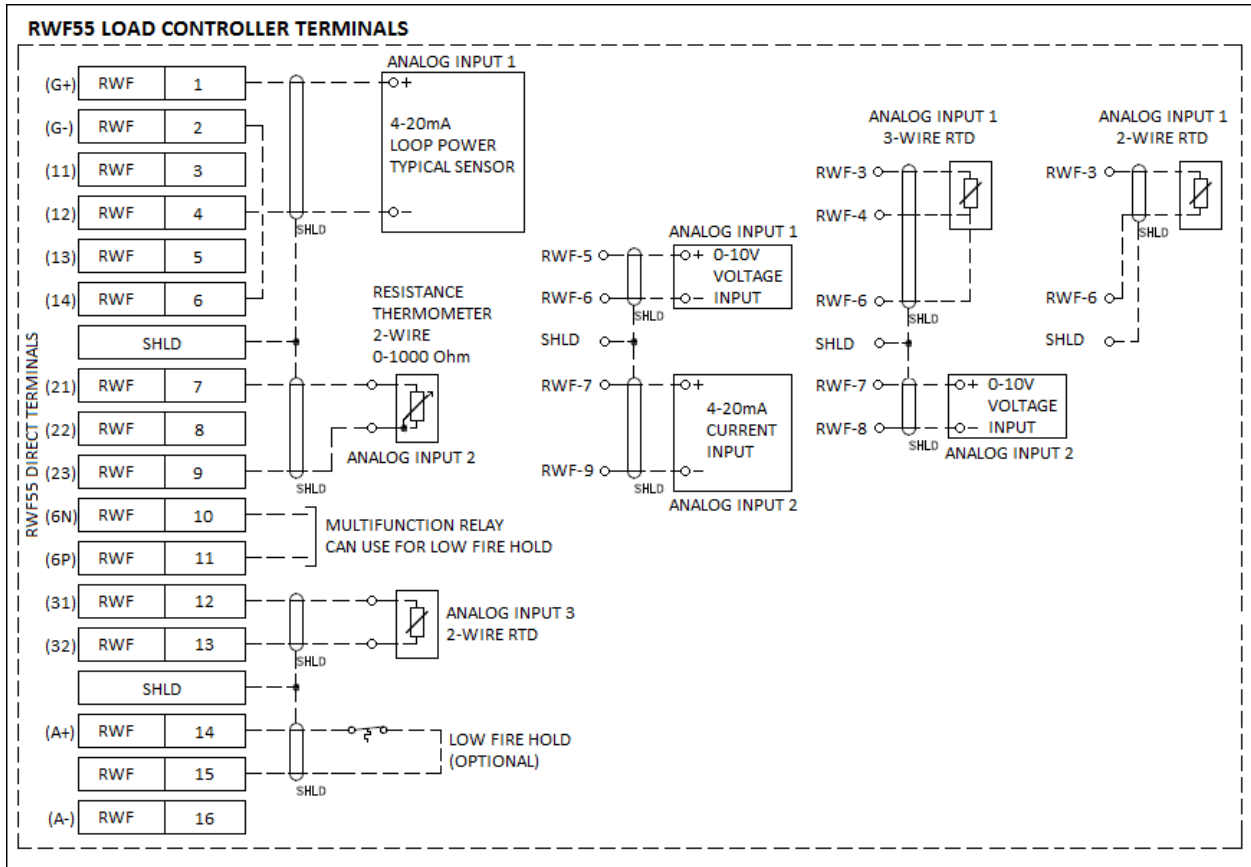 RWF55 LOAD CONTROLLER TERMINALS
RWF55 DIRECT TERMINALS
(G+) RWF 1
(G-) RWF 2
(11) RWF 3
(12) RWF 4
(13) RWF 5
(14) RWF 6
SHLD
(21) RWF 7
(22) RWF 8
(23) RWF 9
(6N) RWF 10
(6P) RWF 11
(31) RWF 12
(32) RWF 13
SHLD
(A+) RWF 14
RWF 15
(A-) RWF 16
ANALOG INPUT 1
+
4-20mA
LOOP POWER
TYPICAL SENSOR
-
SHLD
RESISTANCE
THERMOMETER
2-WIRE
0-1000 Ohm
ANALOG INPUT 2
SHLD
MULTIFUNCTION RELAY
CAN USE FOR LOW FIRE HOLD
ANALOG INPUT 3
2-WIRE RTD
SHLD
LOW FIRE HOLD
(OPTIONAL)
SHLD
ANALOG INPUT 1
RWF-5 + 0-10V
VOLTAGE
RWF-6 - INPUT
SHLD
SHLD
RWF-7 +
4-20mA
CURRENT
INPUT
RWF-9 -
SHLD
ANALOG INPUT 2
ANALOG INPUT 1
3-WIRE RTD
RWF-3
RWF-4
RWF-6
SHLD
SHLD
RWF-7 + 0-10V
VOLTAGE
RWF-8 - INPUT
SHLD
ANALOG INPUT 2
ANALOG INPUT 1
2-WIRE RTD
RWF-3
SHLD
RWF-6
SHLD